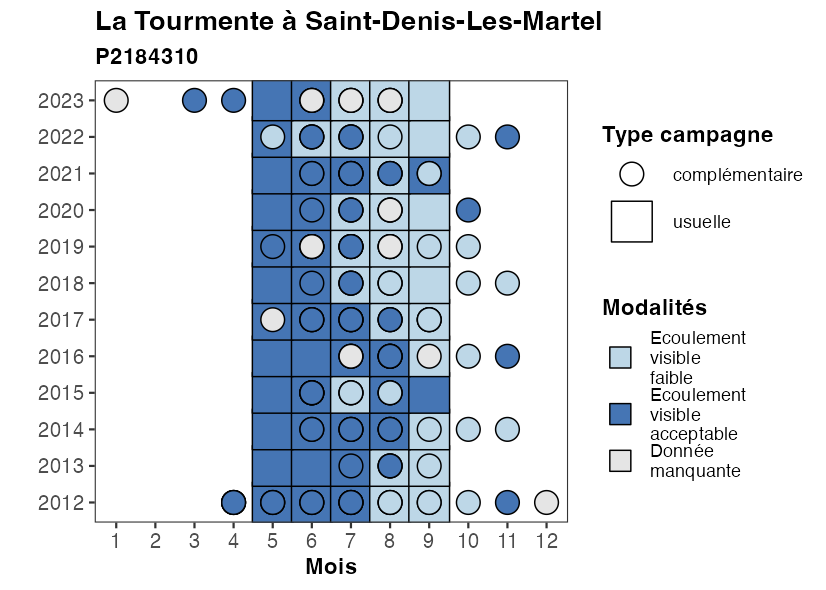 La Tourmente à Saint-Denis-Les-Martel
P2184310
2023
2022
2021
2020
2019
2018
2017
2016
2015
2014
2013
2012
1 2 3 4 5 6 7 8 9 10 11 12
Mois
Type campagne
complémentaire
usuelle
Modalités
Ecoulement
visible
faible
Ecoulement
visible
acceptable
Donnée
manquante